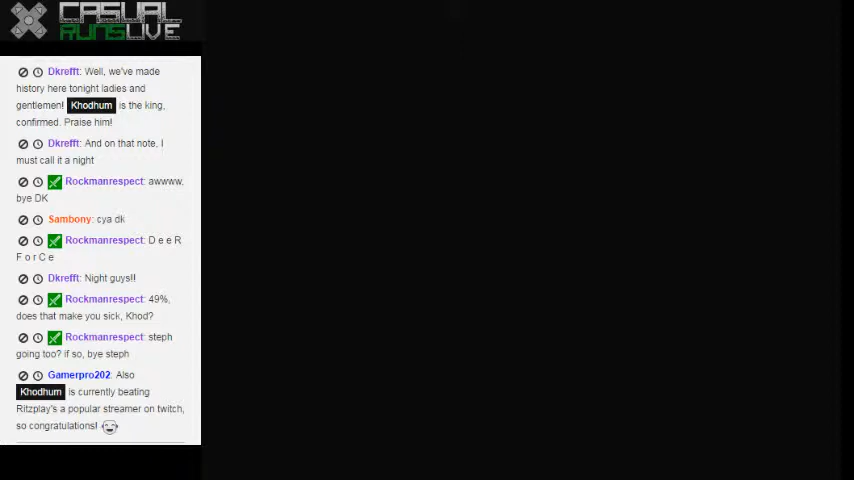 CASUAL
RUNSLIVE
Dkrefft: Well, we've made
history here tonight ladies and
gentlemen! Khodhum is the king,
confirmed. Praise him!
Dkrefft: And on that note, I
must call it a night
Rockmanrespect: awwww,
bye DK
Sambony: cya dk
Rockmanrespect: D e e R
F o r C e
Dkrefft: Night guys!!
Rockmanrespect: 49%,
does that make you sick, Khod?
Rockmanrespect: steph
going too? if so, bye steph
Gamerpro202: Also
Khodhum is currently beating
Ritzplay's a popular streamer on twitch,
so congratulations!